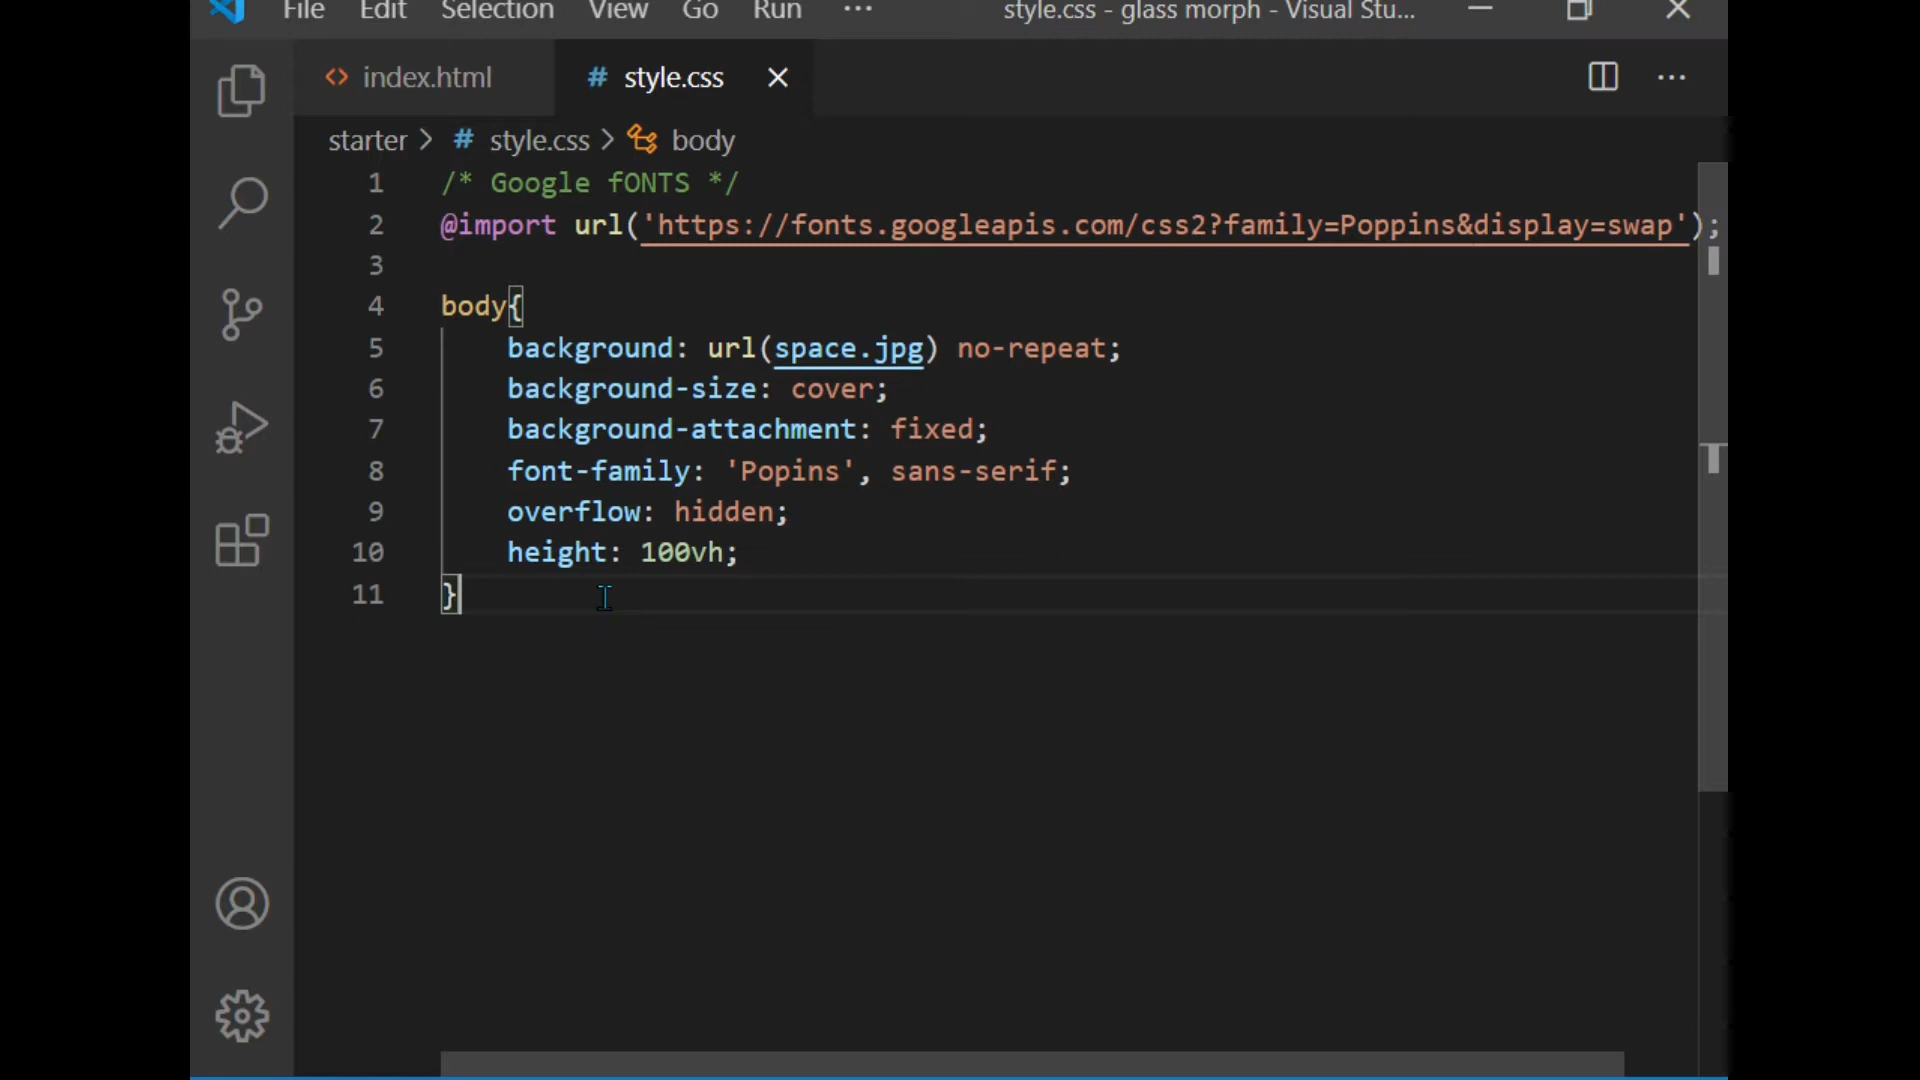 File Edit Selection View Go Run ··· style.css - glass morph - Visual Stu...
<> index.html # style.css ×
starter > # style.css > body
1 /* Google fONTS */
2 @import url('https://fonts.googleapis.com/css2?family=Poppins&display=swap');
3
4 body{
5 background: url(space.jpg) no-repeat;
6 background-size: cover;
7 background-attachment: fixed;
8 font-family: 'Popins', sans-serif;
9 overflow: hidden;
10 height: 100vh;
11 }